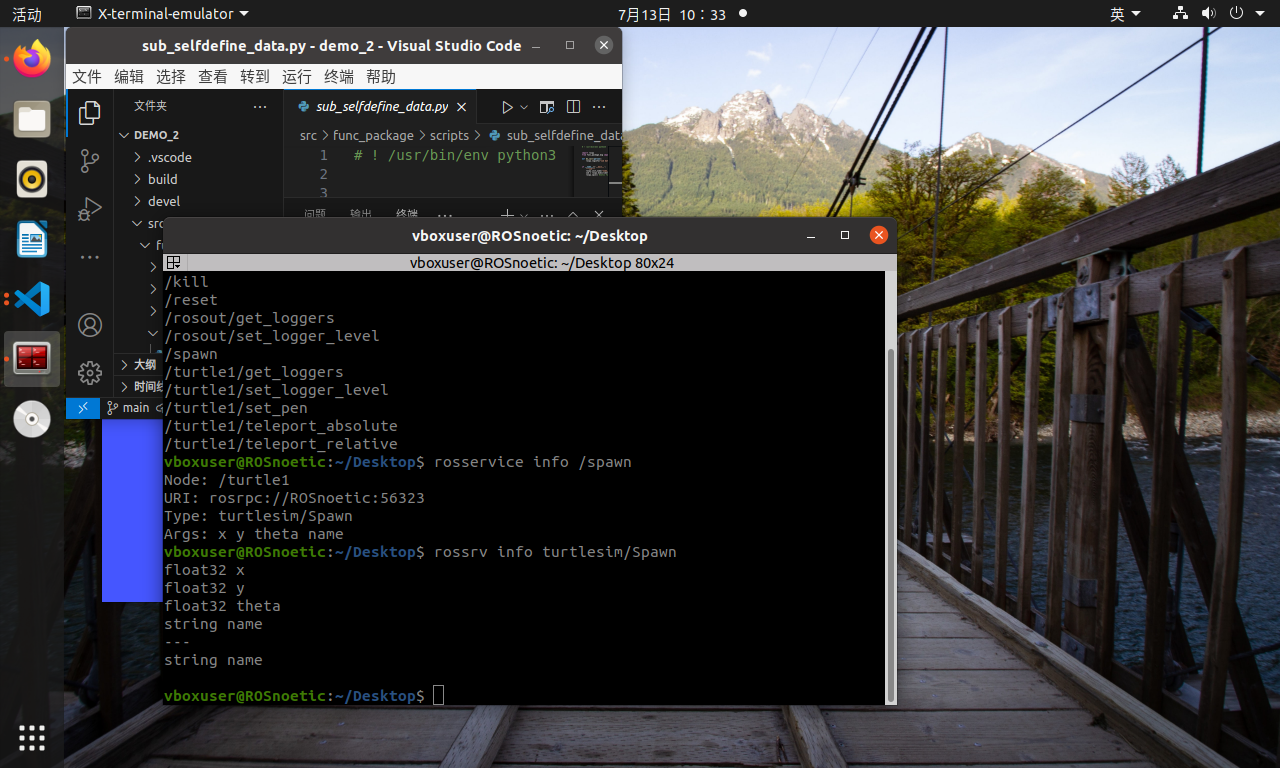 活动
X-terminal-emulator
7月13日 10：33
英
sub_selfdefine_data.py - demo_2 - Visual Studio Code
文件 编辑 选择 查看 转到 运行 终端 帮助
文件夹
sub_selfdefine_data.py
DEMO_2
src > func_package > scripts > sub_selfdefine_data
.vscode
build
devel
src
1 # ! /usr/bin/env python3
2
3
问题 输出 终端
大纲
时间线
main
vboxuser@ROSnoetic: ~/Desktop
vboxuser@ROSnoetic: ~/Desktop 80x24
/kill
/reset
/rosout/get_loggers
/rosout/set_logger_level
/spawn
/turtle1/get_loggers
/turtle1/set_logger_level
/turtle1/set_pen
/turtle1/teleport_absolute
/turtle1/teleport_relative
vboxuser@ROSnoetic:~/Desktop$ rosservice info /spawn
Node: /turtle1
URI: rosrpc://ROSnoetic:56323
Type: turtlesim/Spawn
Args: x y theta name
vboxuser@ROSnoetic:~/Desktop$ rossrv info turtlesim/Spawn
float32 x
float32 y
float32 theta
string name
---
string name
vboxuser@ROSnoetic:~/Desktop$